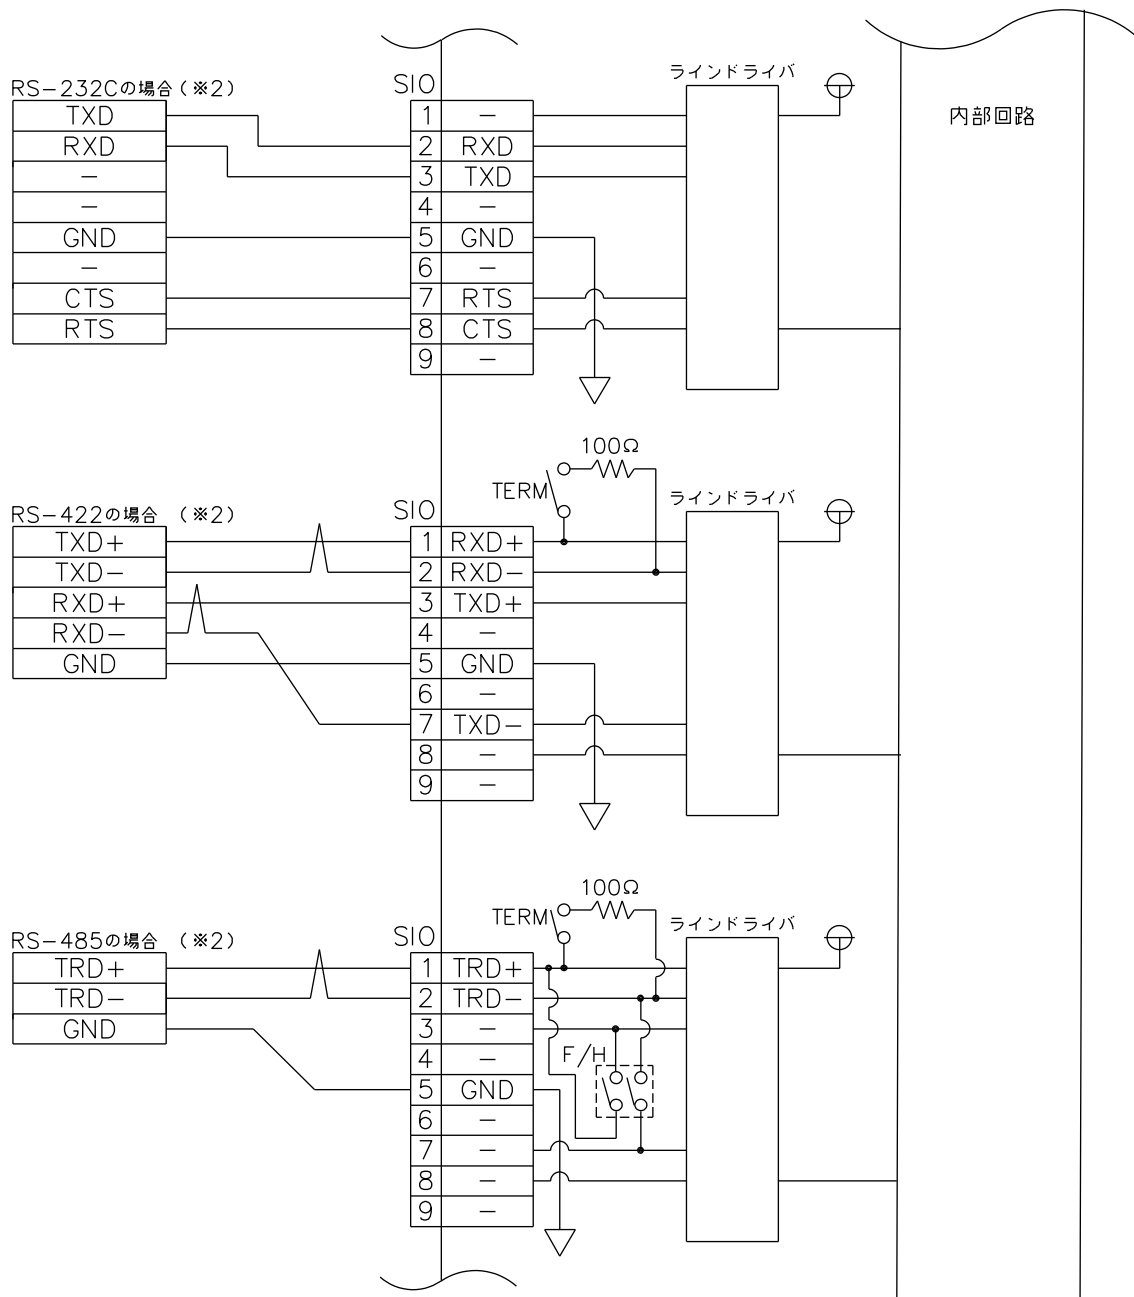 ラインドライバ
RS-232Cの場合(※2)
SIO
内部回路
TXD
RXD
-
-
GND
-
CTS
RTS
1 -
2 RXD
3 TXD
4 -
5 GND
6 -
7 RTS
8 CTS
9 -
100Ω
TERM
ラインドライバ
RS-422の場合 (※2)
SIO
TXD+
TXD-
RXD+
RXD-
GND
1 RXD+
2 RXD-
3 TXD+
4 -
5 GND
6 -
7 TXD-
8 -
9 -
100Ω
TERM
ラインドライバ
RS-485の場合 (※2)
SIO
TRD+
TRD-
GND
1 TRD+
2 TRD-
3 -
4 -
5 GND
6 -
7 -
8 -
9 -
F/H